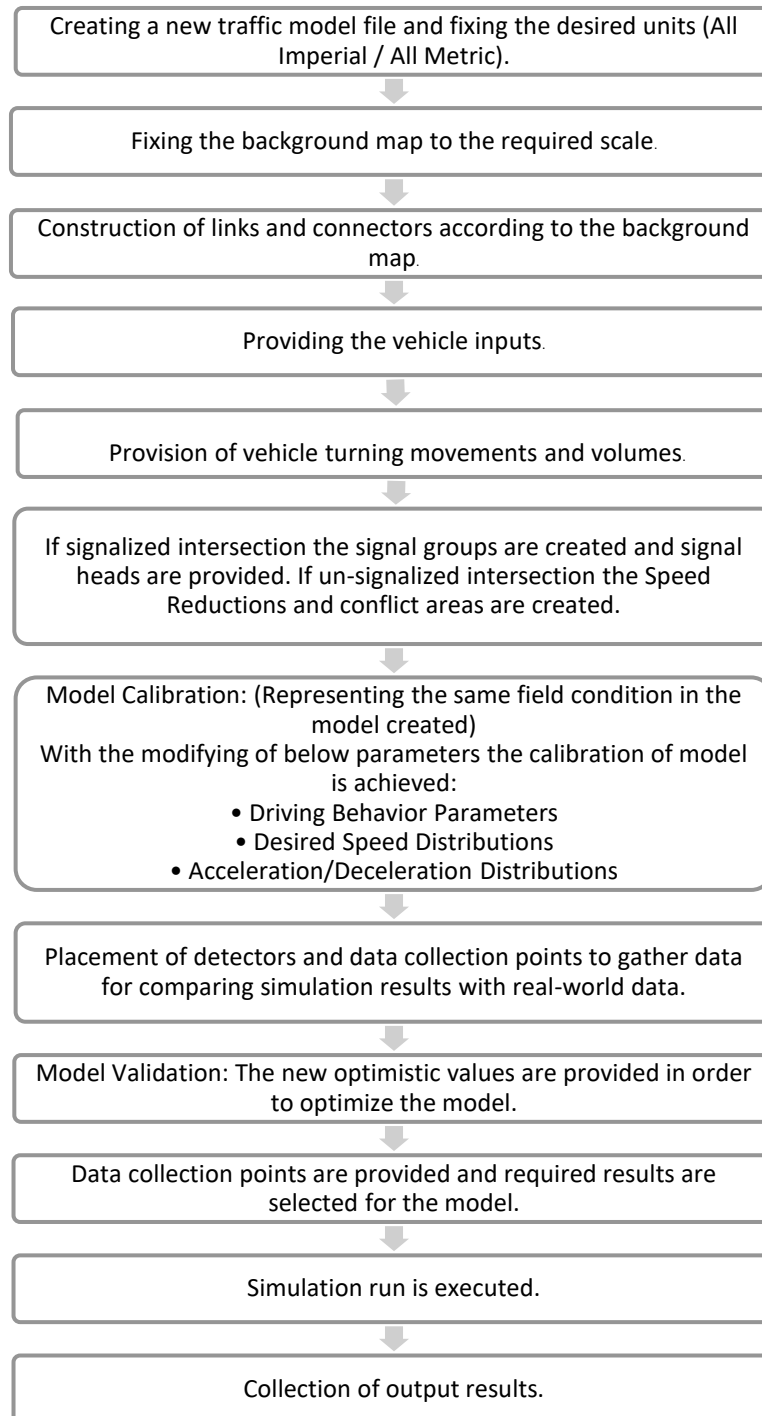 Creating a new traffic model file and fixing the desired units (All
Imperial / All Metric).
Fixing the background map to the required scale.
Construction of links and connectors according to the background
map.
Providing the vehicle inputs.
Provision of vehicle turning movements and volumes.
If signalized intersection the signal groups are created and signal
heads are provided. If un-signalized intersection the Speed
Reductions and conflict areas are created.
Model Calibration: (Representing the same field condition in the
model created)
With the modifying of below parameters the calibration of model
is achieved:
• Driving Behavior Parameters
• Desired Speed Distributions
• Acceleration/Deceleration Distributions
Placement of detectors and data collection points to gather data
for comparing simulation results with real-world data.
Model Validation: The new optimistic values are provided in order
to optimize the model.
Data collection points are provided and required results are
selected for the model.
Simulation run is executed.
Collection of output results.